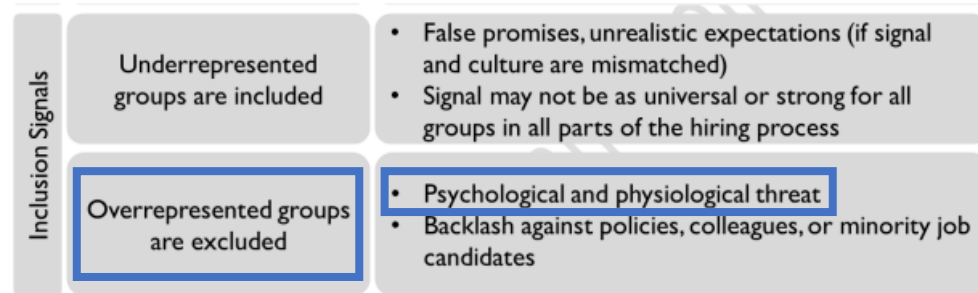 Inclusion Signals
Underrepresented
groups are included
• False promises, unrealistic expectations (if signal
and culture are mismatched)
• Signal may not be as universal or strong for all
groups in all parts of the hiring process
Overrepresented groups
are excluded
• Psychological and physiological threat
• Backlash against policies, colleagues, or minority job
candidates